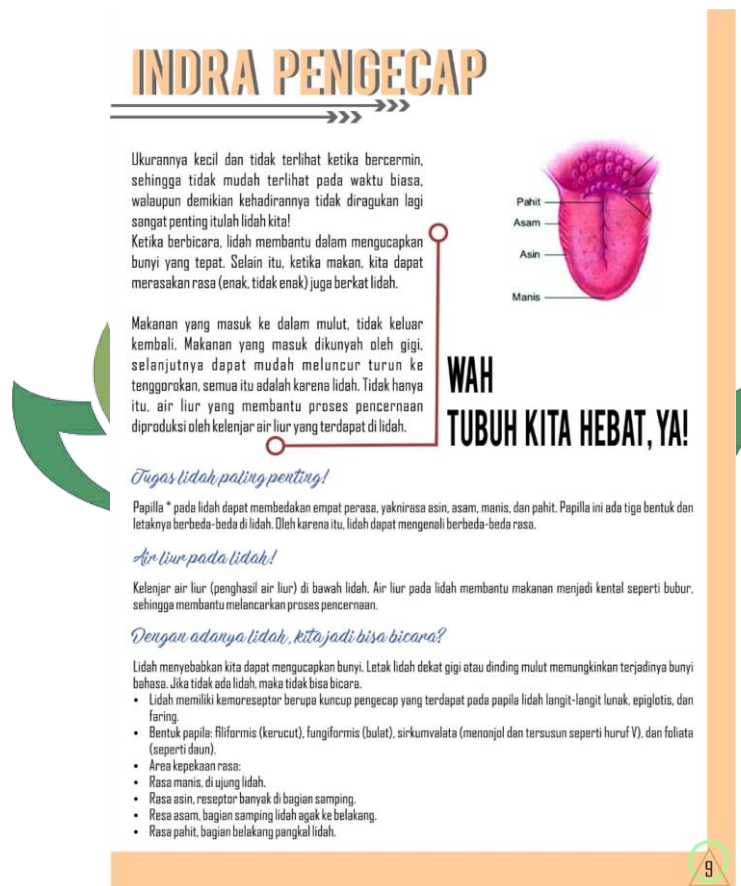 INDRA PENGECAP
Ukurannya kecil dan tidak terlihat ketika bercermin,
sehingga tidak mudah terlihat pada waktu biasa,
walaupun demikian kehadirannya tidak diragukan lagi
sangat penting itulah lidah kita!
Ketika berbicara, lidah membantu dalam mengucapkan
bunyi yang tepat. Selain itu, ketika makan, kita dapat
merasakan rasa (enak, tidak enak) juga berkat lidah.
Makanan yang masuk ke dalam mulut, tidak keluar
kembali. Makanan yang masuk dikunyah oleh gigi,
selanjutnya dapat mudah meluncur turun ke
tenggorokan, semua itu adalah karena lidah. Tidak hanya
itu, air liur yang membantu proses pencernaan
diproduksi oleh kelenjar air liur yang terdapat di lidah.
Pahit
Asam
Asin
Manis
WAH
TUBUH KITA HEBAT, YA!
Tugas lidah paling penting!
Papilla * pada lidah dapat membedakan empat perasa, yaknirasa asin, asam, manis, dan pahit. Papilla ini ada tiga bentuk dan
letaknya berbeda-beda di lidah. Oleh karena itu, lidah dapat mengenali berbeda-beda rasa.
Air liur pada lidah!
Kelenjar air liur (penghasil air liur) di bawah lidah. Air liur pada lidah membantu makanan menjadi kental seperti bubur,
sehingga membantu melancarkan proses pencernaan.
Dengan adanya lidah, kita jadi bisa bicara?
Lidah menyebabkan kita dapat mengucapkan bunyi. Letak lidah dekat gigi atau dinding mulut memungkinkan terjadinya bunyi
bahasa. Jika tidak ada lidah, maka tidak bisa bicara.
• Lidah memiliki kemoreseptor berupa kuncup pengecap yang terdapat pada papila lidah langit-langit lunak, epiglotis, dan
faring.
• Bentuk papila: filiformis (kerucut), fungiformis (bulat), sirkumvalata (menonjol dan tersusun seperti huruf V), dan foliata
(seperti daun).
• Area kepekaan rasa:
• Rasa manis, di ujung lidah.
• Rasa asin, reseptor banyak di bagian samping.
• Resa asam, bagian samping lidah agak ke belakang.
• Rasa pahit, bagian belakang pangkal lidah.
9